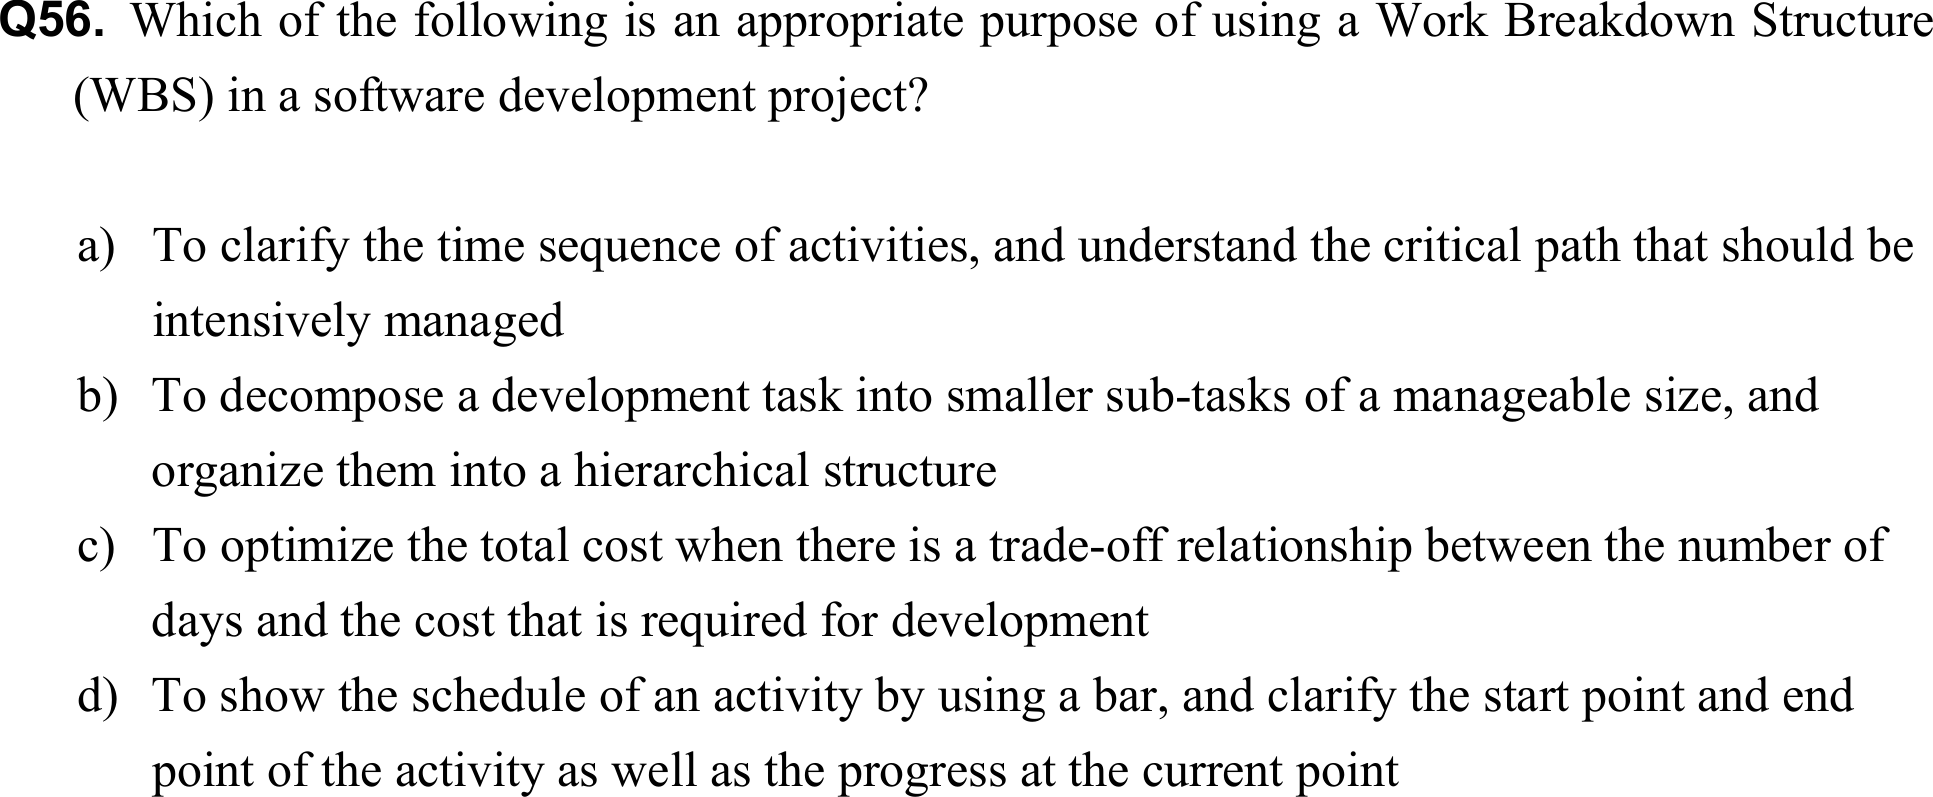 Q56. Which of the following is an appropriate purpose of using a Work Breakdown Structure
(WBS) in a software development project?
a) To clarify the time sequence of activities, and understand the critical path that should be
intensively managed
b) To decompose a development task into smaller sub-tasks of a manageable size, and
organize them into a hierarchical structure
c) To optimize the total cost when there is a trade-off relationship between the number of
days and the cost that is required for development
d) To show the schedule of an activity by using a bar, and clarify the start point and end
point of the activity as well as the progress at the current point